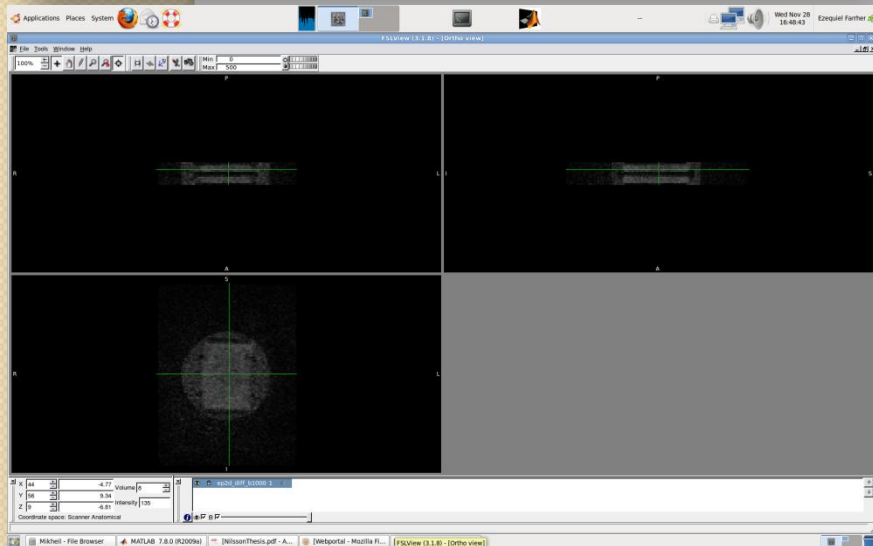 Applications Places System
Wed Nov 28
16:48:43
Ezequiel Farrher
FSLView (3.1.8) - [Ortho view]
File Tools Window Help
100%
Min 0
Max 500
P
R
L
A
P
I
S
A
S
R
L
I
X 44 -4.77
Y 56 9.34
Z 9 -6.81
Volume 8
Intensity 135
Coordinate space: Scanner Anatomical
ep2d_diff_b1000 1
Mikheil - File Browser
MATLAB 7.8.0 (R2009a)
[NilssonThesis.pdf - A...
[Webportal - Mozilla Fi...
FSLView (3.1.8) - [Ortho view]